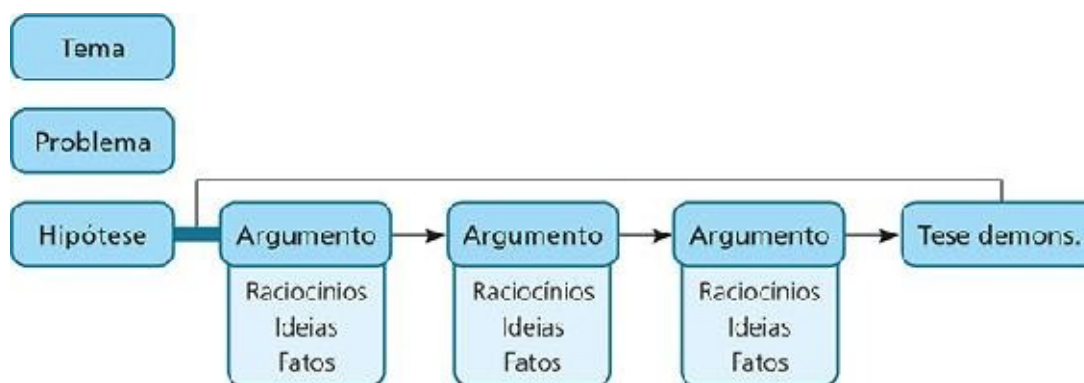 Tema
Problema
Hipótese
Argumento
Argumento
Argumento
Tese demons.
Raciocínios
Ideias
Fatos
Raciocínios
Ideias
Fatos
Raciocínios
Ideias
Fatos